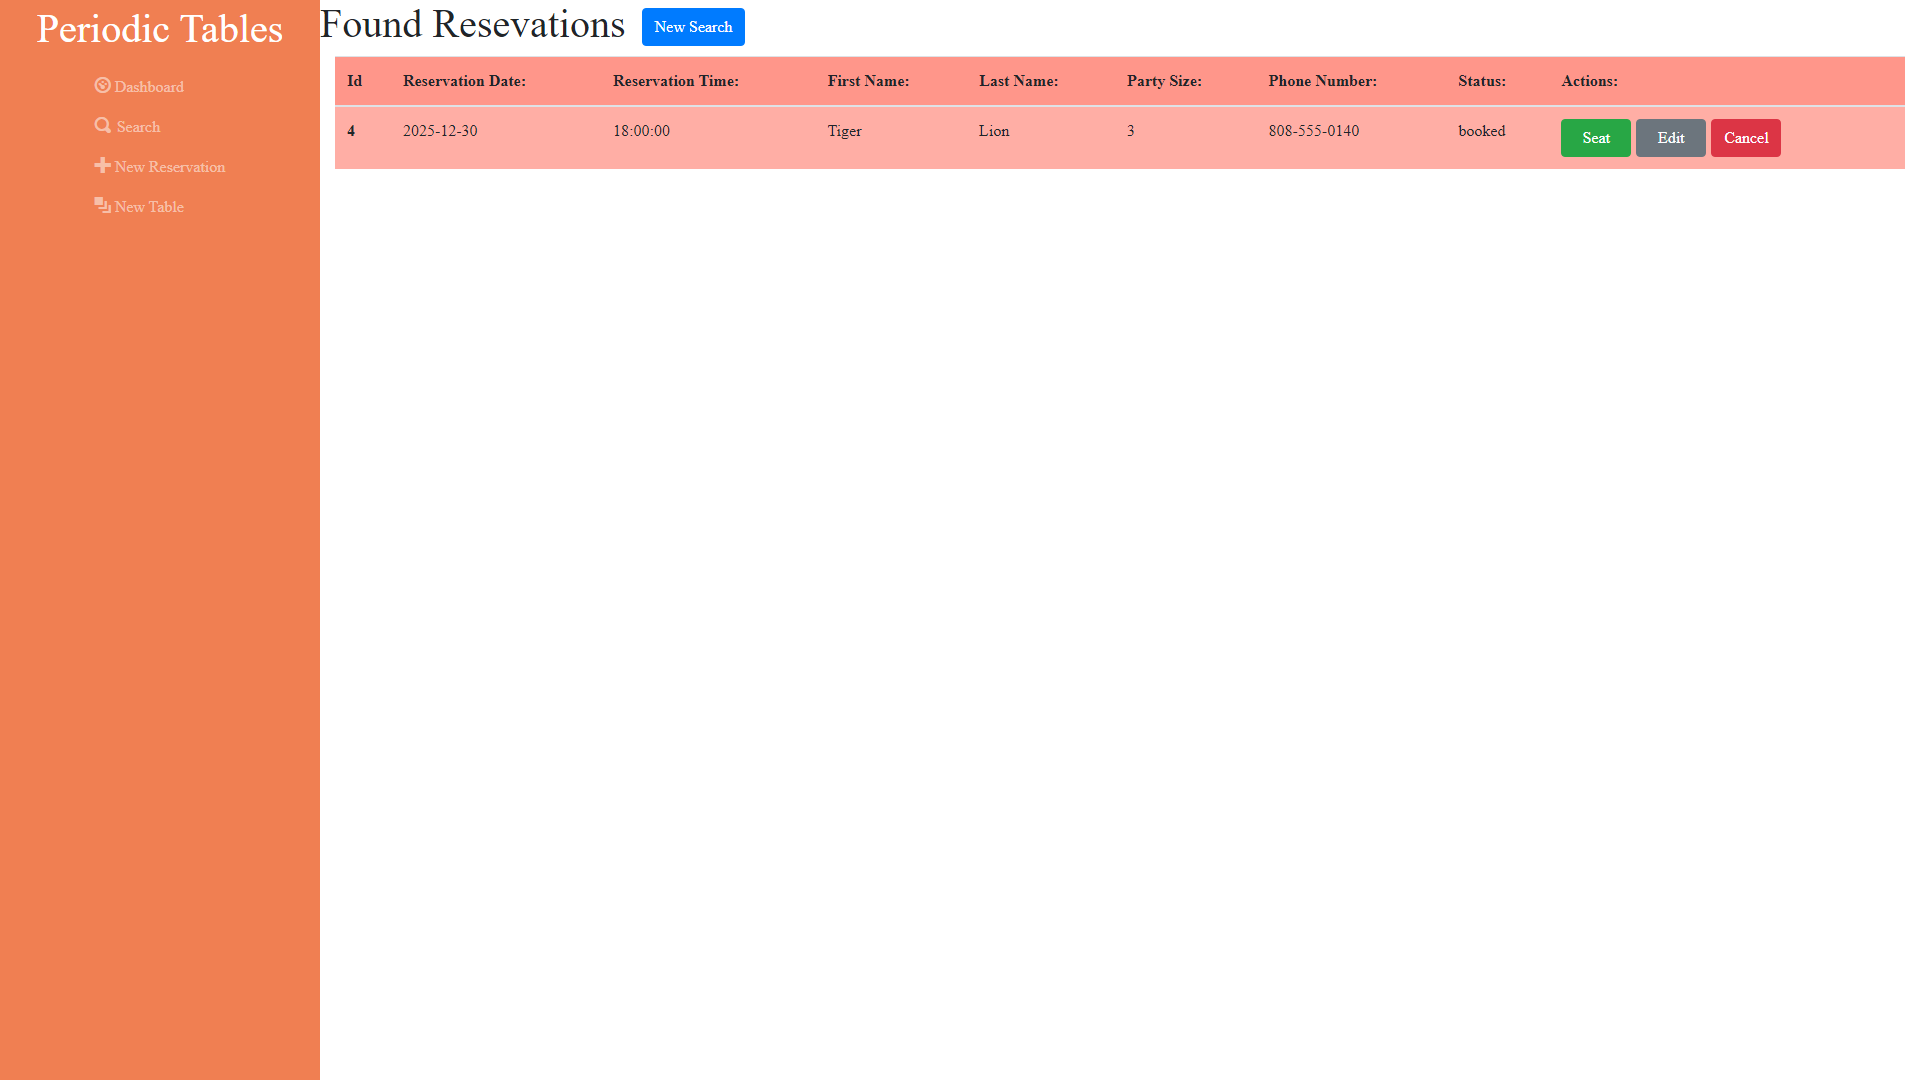 Periodic Tables
Dashboard
Search
New Reservation
New Table
Found Resevations New Search
Id Reservation Date: Reservation Time: First Name: Last Name: Party Size: Phone Number: Status: Actions:
4 2025-12-30 18:00:00 Tiger Lion 3 808-555-0140 booked Seat Edit Cancel